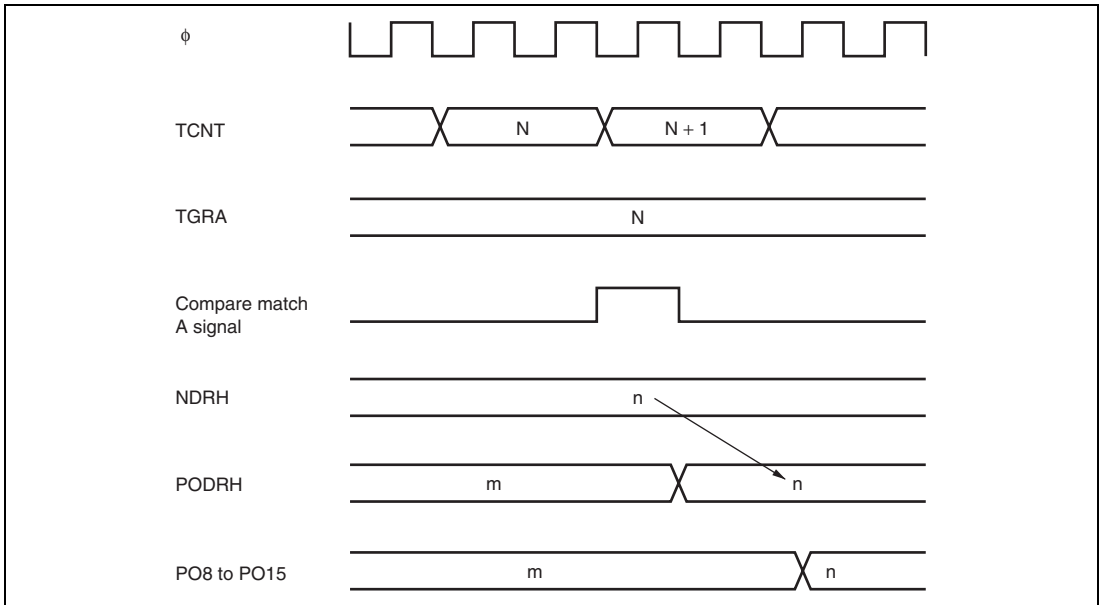 ϕ
TCNT N N + 1
TGRA N
Compare match
A signal
NDRH n
PODRH m n
PO8 to PO15 m n